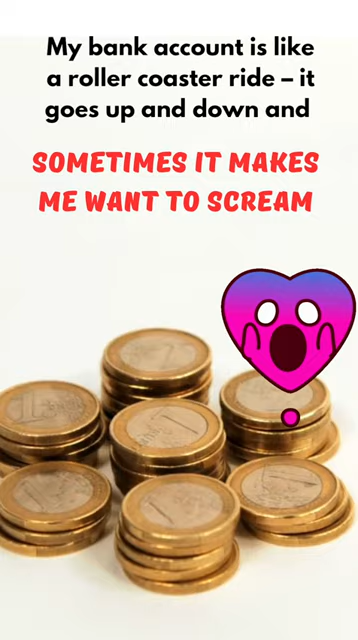 My bank account is like
a roller coaster ride – it
goes up and down and
SOMETIMES IT MAKES
ME WANT TO SCREAM